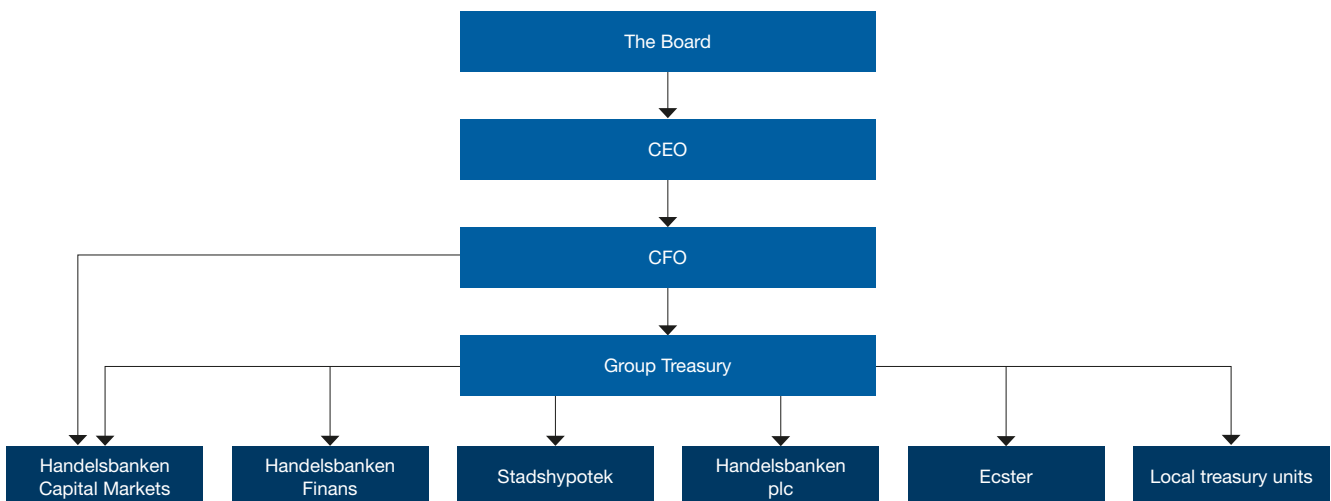 The Board
CEO
CFO
Group Treasury
Handelsbanken
Capital Markets
Handelsbanken
Finans
Stadshypotek
Handelsbanken
plc
Ecster
Local treasury units